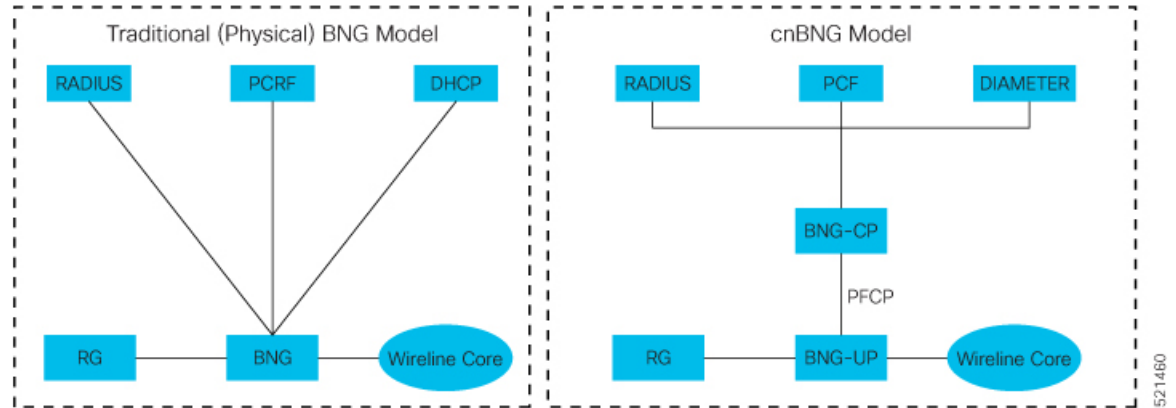 Traditional (Physical) BNG Model
RADIUS
PCRF
DHCP
RG
BNG
Wireline Core
cnBNG Model
RADIUS
PCF
DIAMETER
BNG-CP
PFCP
RG
BNG-UP
Wireline Core
521460